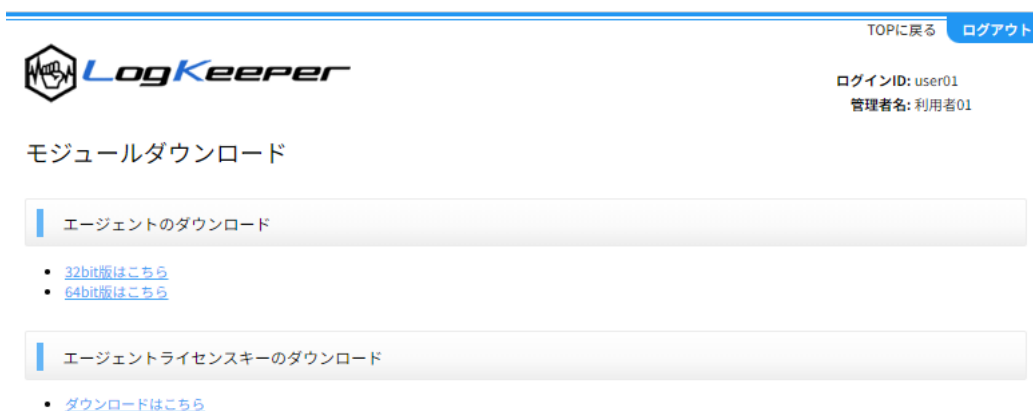 TOPに戻る ログアウト
LogKeeper
ログインID: user01
管理者名: 利用者01
モジュールダウンロード
エージェントのダウンロード
32bit版はこちら
64bit版はこちら
エージェントライセンスキーのダウンロード
ダウンロードはこちら